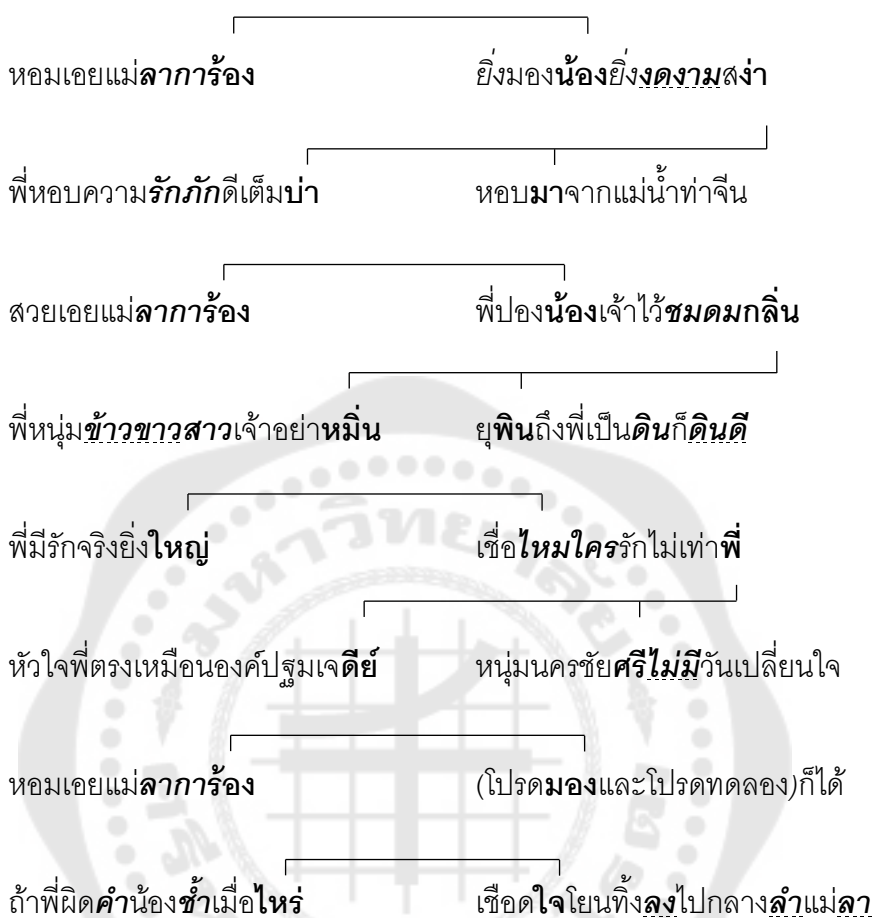 หอมเอยแม่ลาการ้อง ยิ่งมองน้องยิ่งงดงามสง่า
พี่หอบความรักภักดีเต็มบ่า หอบมาจากแม่น้ำท่าจีน
สวยเอยแม่ลาการ้อง พี่ปองน้องเจ้าไว้ชมดมกลิ่น
พี่หนุ่มข้าวขาวสาวเจ้าอย่าหมิ่น ยุพินถึงพี่เป็นดินก็ดินดี
พี่มีรักจริงยิ่งใหญ่ เชื่อไหมใครรักไม่เท่าพี่
หัวใจพี่ตรงเหมือนองค์ปฐมเจดีย์ หนุ่มนครชัยศรีไม่มีวันเปลี่ยนใจ
หอมเอยแม่ลาการ้อง (โปรดมองและโปรดทดลอง)ก็ได้
ถ้าพี่ผิดคำน้องช้ำเมื่อไหร่ เชือดใจโยนทิ้งลงไปกลางลำแม่ลา